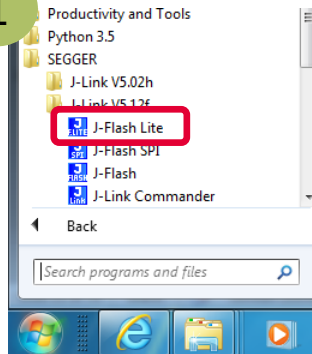 1
Productivity and Tools
Python 3.5
SEGGER
J-Link V5.02h
J-Link V5.12f
J-Flash Lite
J-Flash SPI
J-Flash
J-Link Commander
Back
Search programs and files